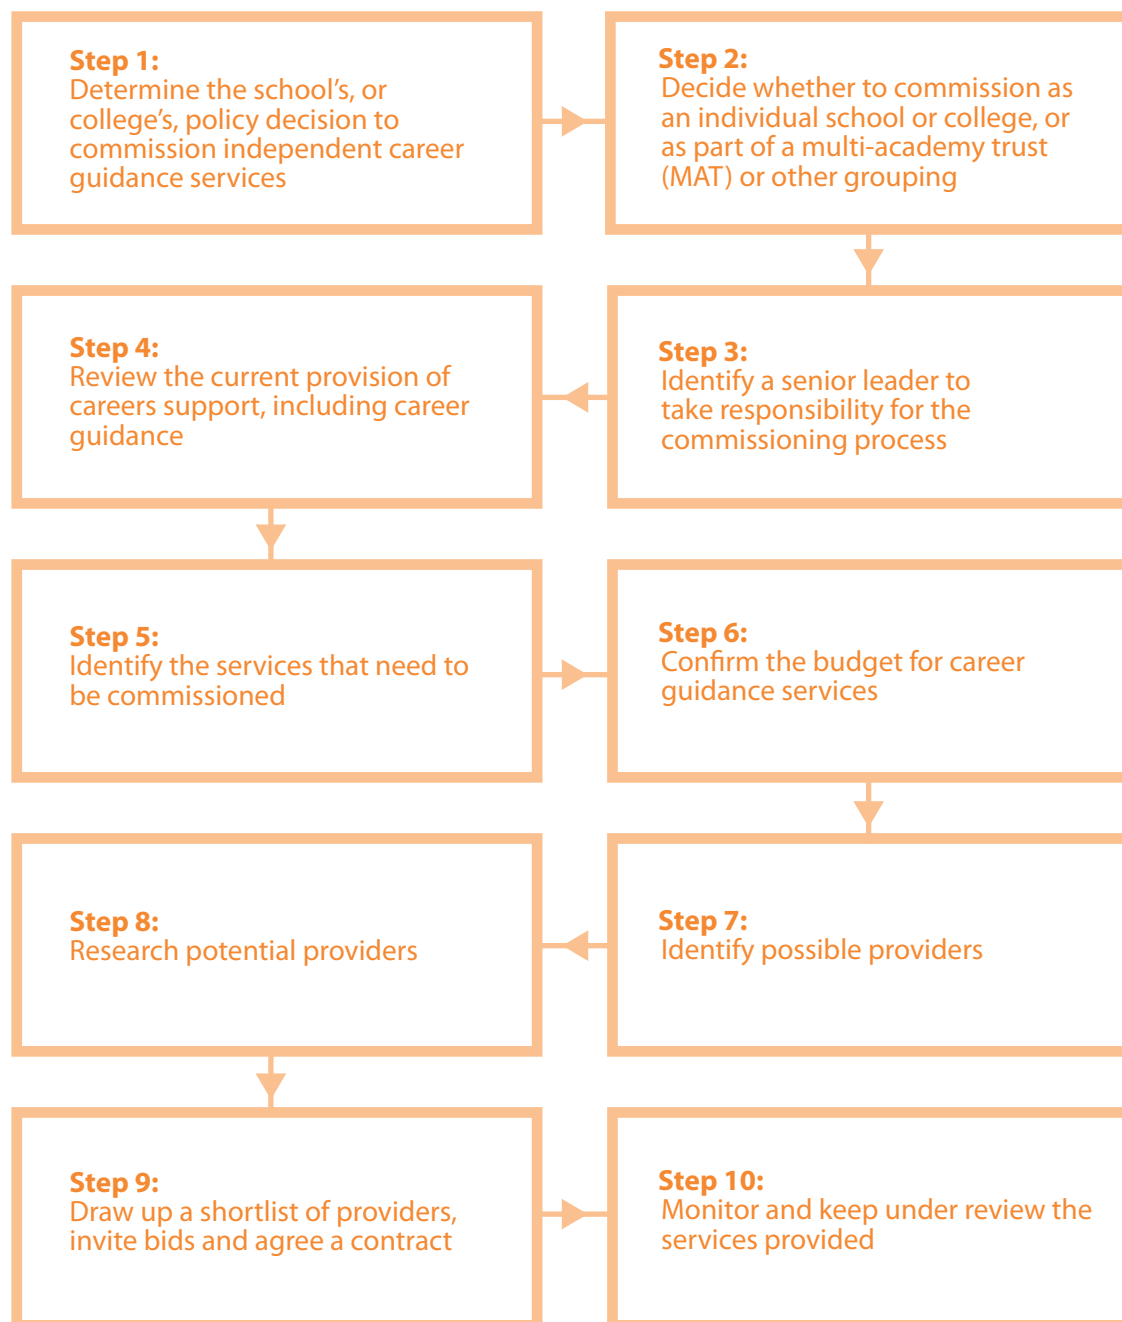 Step 1:
Determine the school's, or
college's, policy decision to
commission independent career
guidance services
Step 2:
Decide whether to commission as
an individual school or college, or
as part of a multi-academy trust
(MAT) or other grouping
Step 3:
Identify a senior leader to
take responsibility for the
commissioning process
Step 4:
Review the current provision of
careers support, including career
guidance
Step 5:
Identify the services that need to
be commissioned
Step 6:
Confirm the budget for career
guidance services
Step 7:
Identify possible providers
Step 8:
Research potential providers
Step 9:
Draw up a shortlist of providers,
invite bids and agree a contract
Step 10:
Monitor and keep under review the
services provided